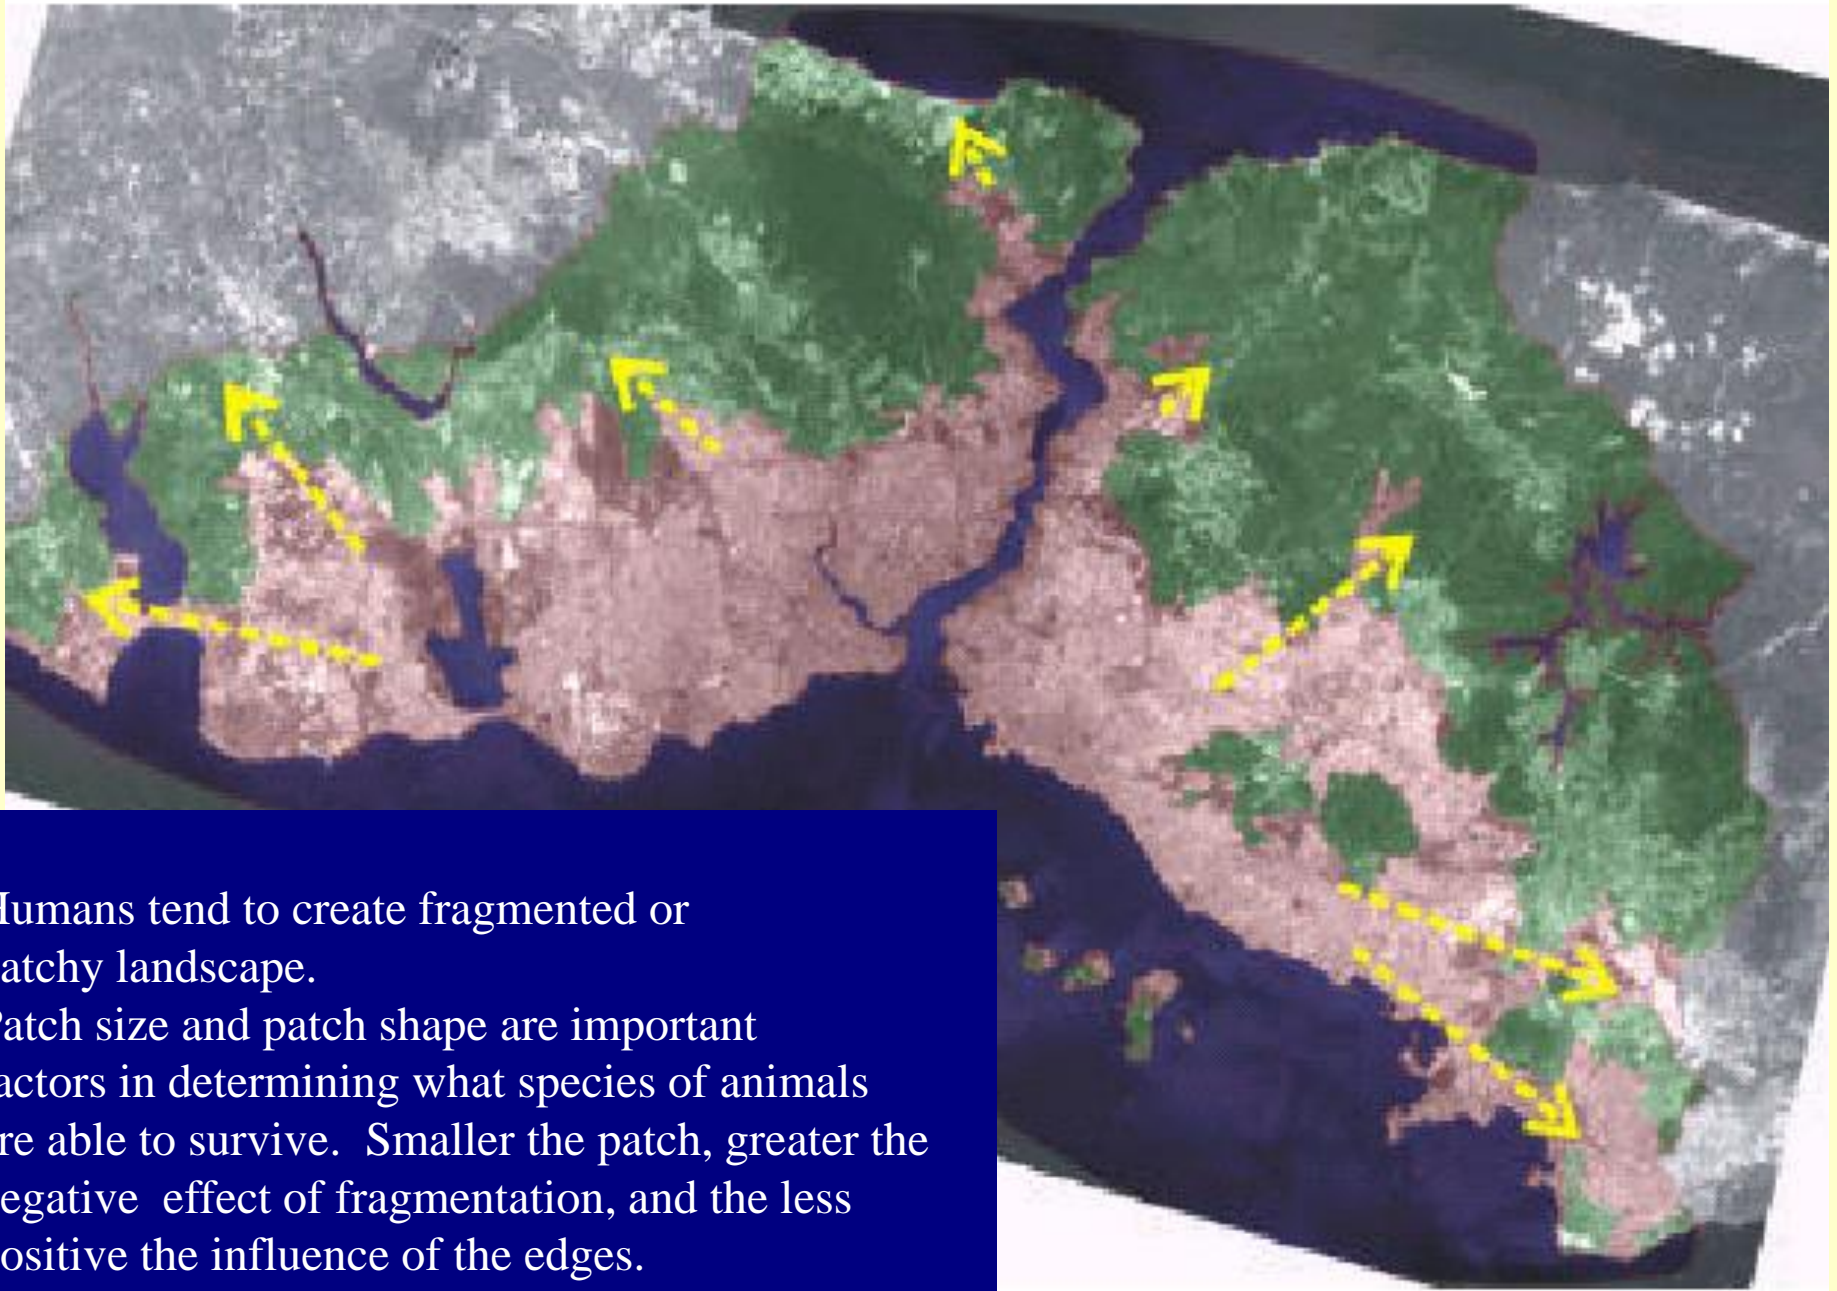 Humans tend to create fragmented or
atchy landscape.
Patch size and patch shape are important
actors in determining what species of animals
re able to survive.  Smaller the patch, greater the
egative  effect of fragmentation, and the less
ositive the influence of the edges.